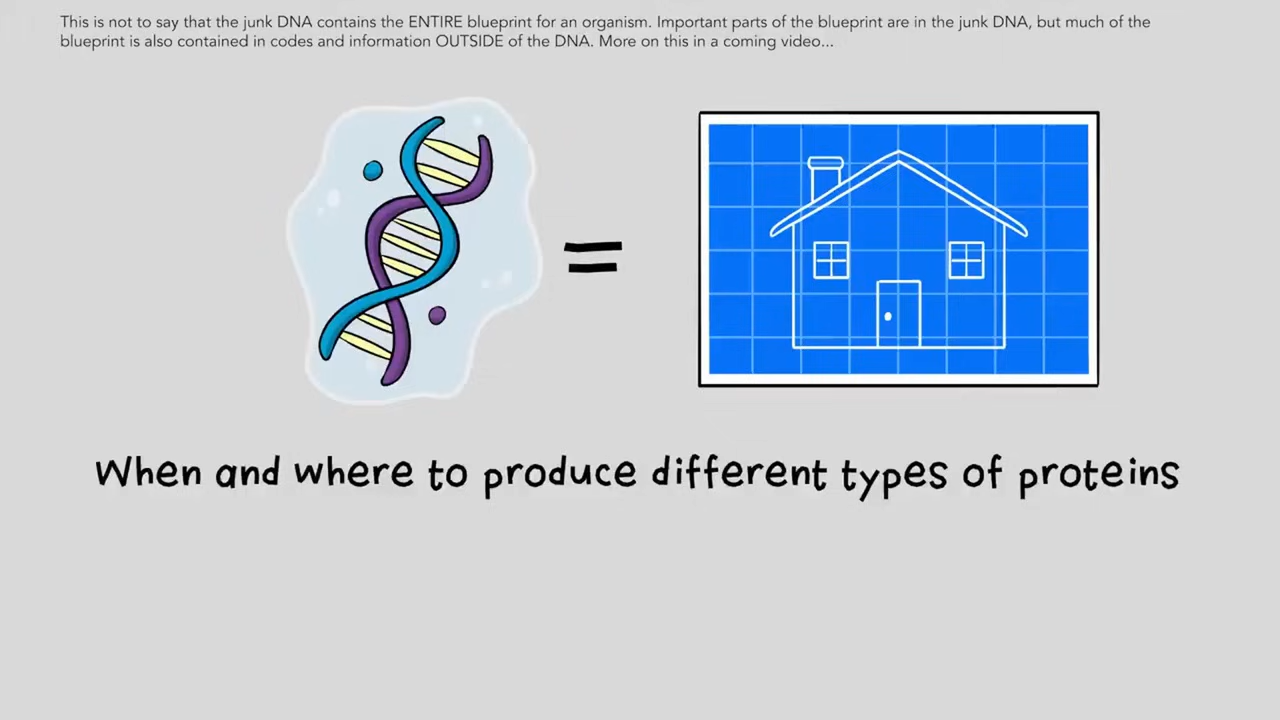 This is not to say that the junk DNA contains the ENTIRE blueprint for an organism. Important parts of the blueprint are in the junk DNA, but much of the
blueprint is also contained in codes and information OUTSIDE of the DNA. More on this in a coming video...
When and where to produce different types of proteins